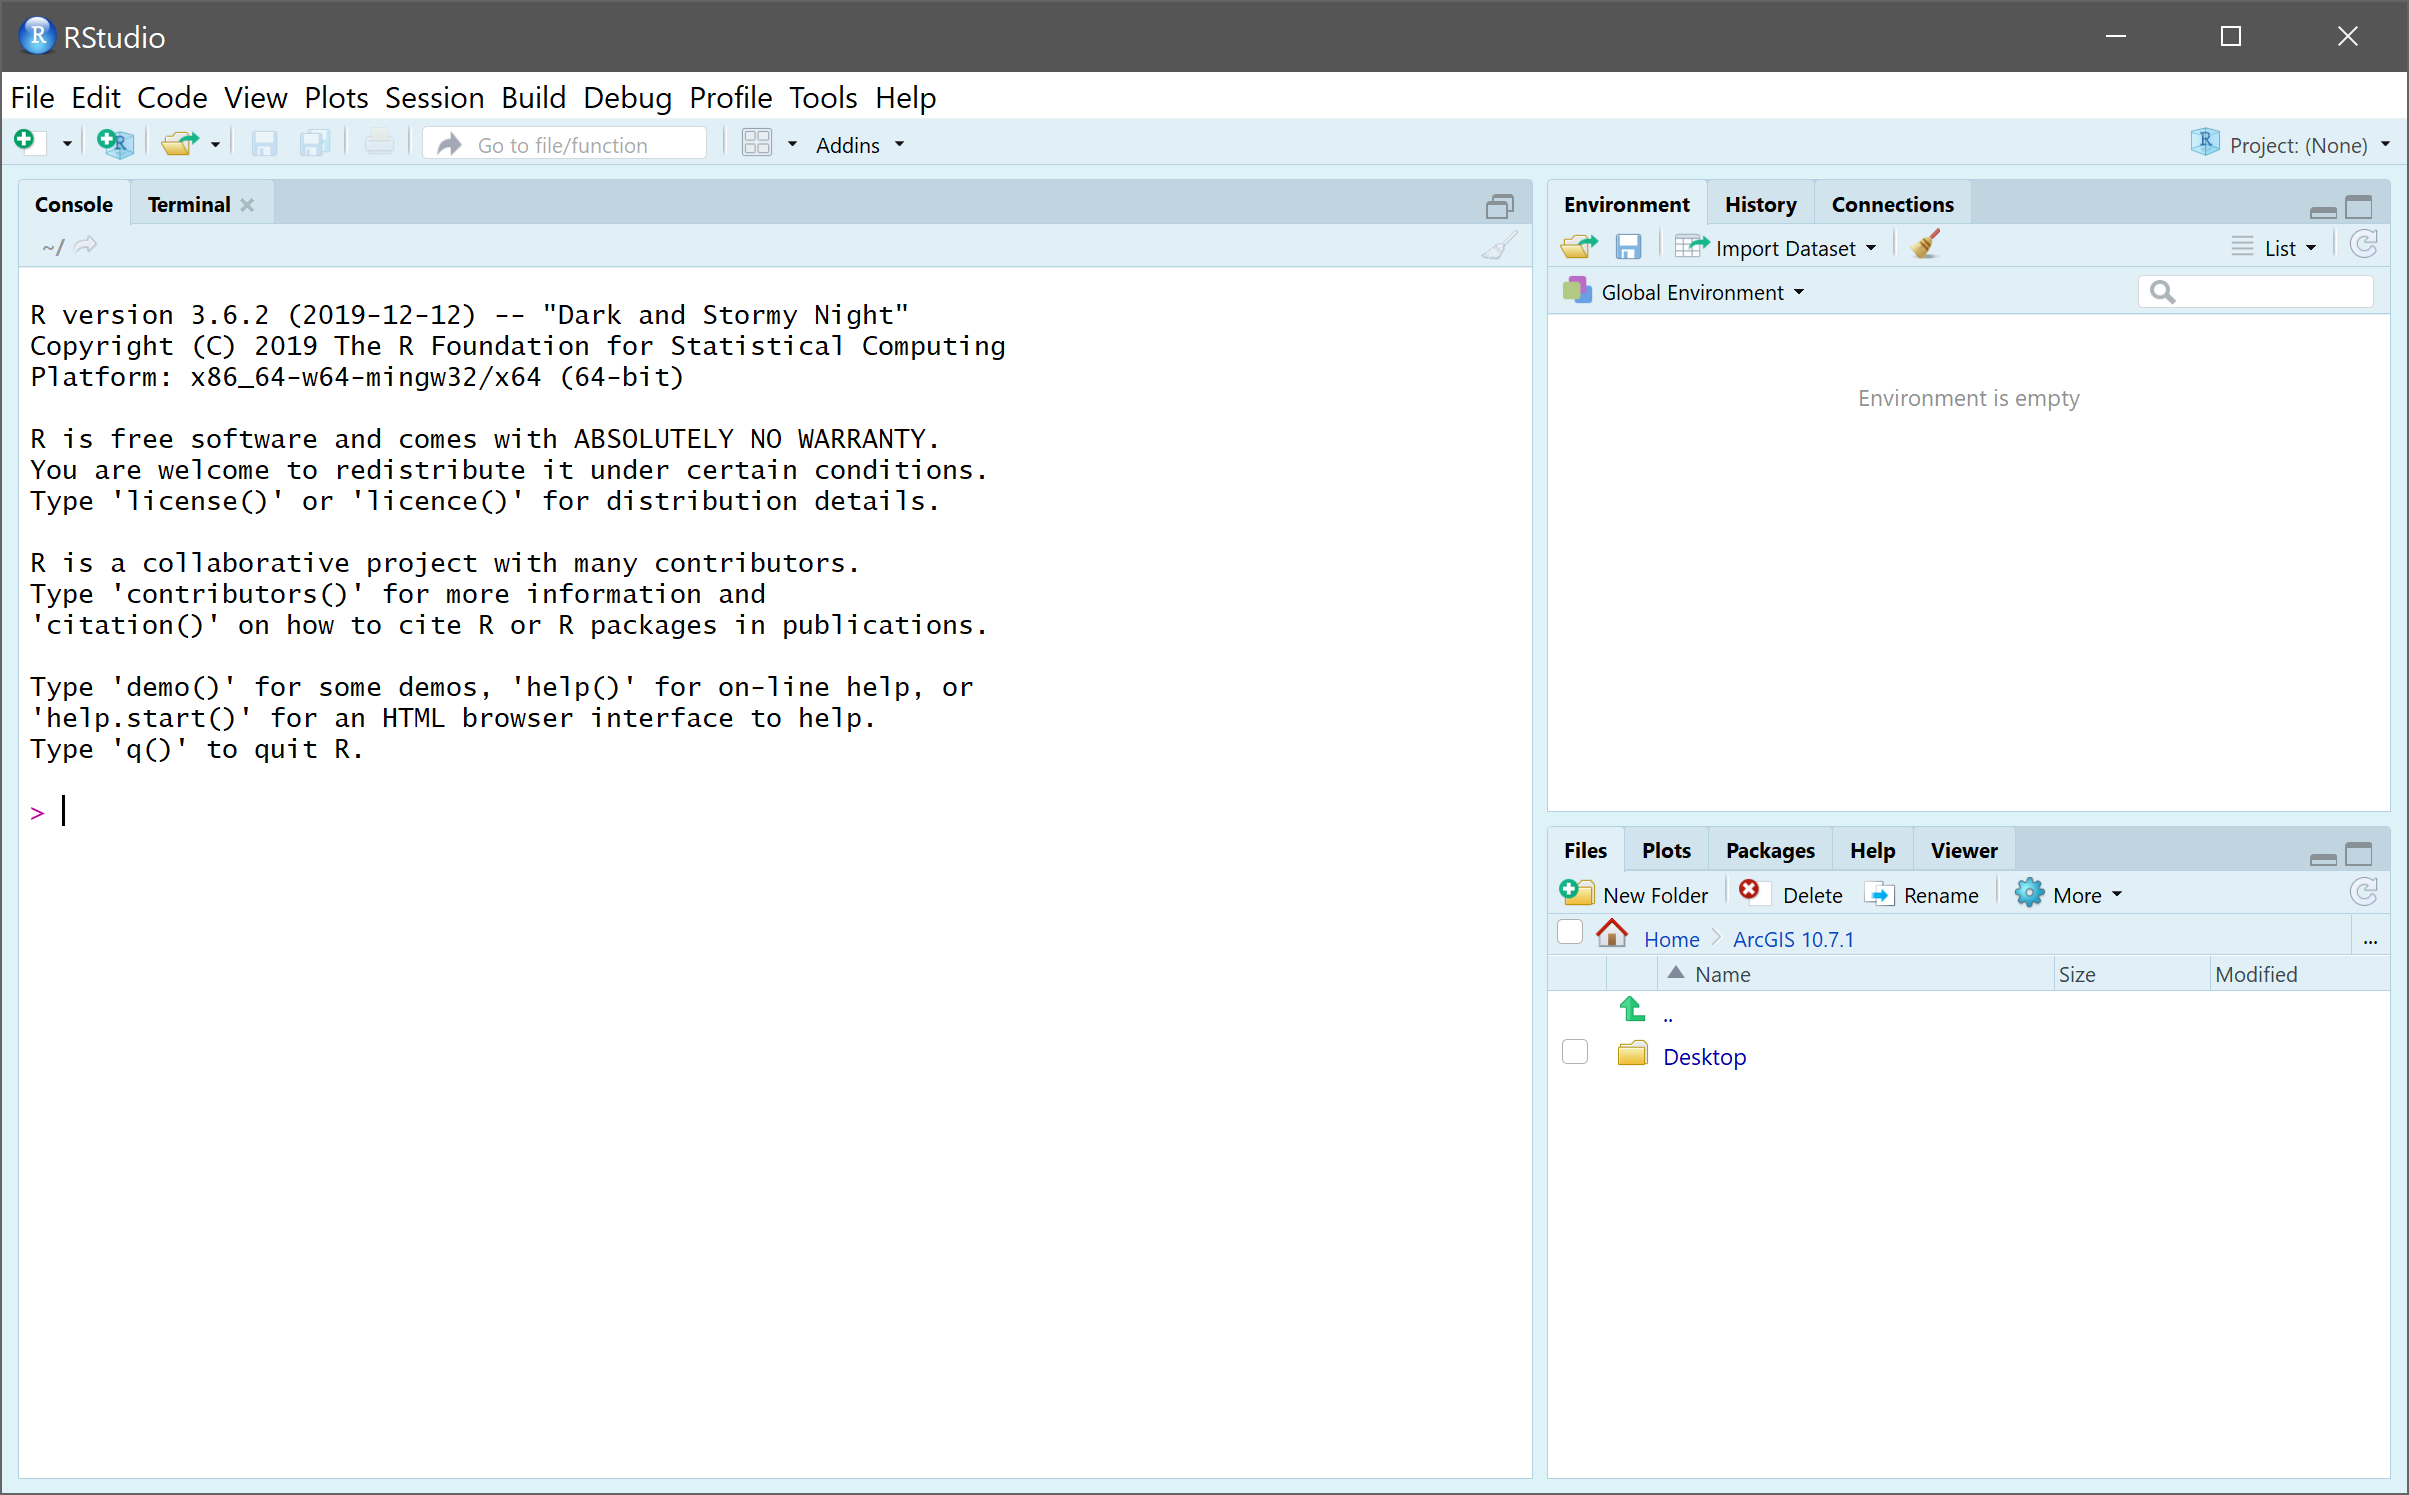 RStudio
File Edit Code View Plots Session Build Debug Profile Tools Help
Go to file/function
Addins
Project: (None)
Console Terminal
~/
R version 3.6.2 (2019-12-12) -- "Dark and Stormy Night"
Copyright (C) 2019 The R Foundation for Statistical Computing
Platform: x86_64-w64-mingw32/x64 (64-bit)
R is free software and comes with ABSOLUTELY NO WARRANTY.
You are welcome to redistribute it under certain conditions.
Type 'license()' or 'licence()' for distribution details.
R is a collaborative project with many contributors.
Type 'contributors()' for more information and
'citation()' on how to cite R or R packages in publications.
Type 'demo()' for some demos, 'help()' for on-line help, or
'help.start()' for an HTML browser interface to help.
Type 'q()' to quit R.
>
Environment History Connections
Import Dataset List
Global Environment
Environment is empty
Files Plots Packages Help Viewer
New Folder Delete Rename More
Home ArcGIS 10.7.1 ...
Name Size Modified
..
Desktop